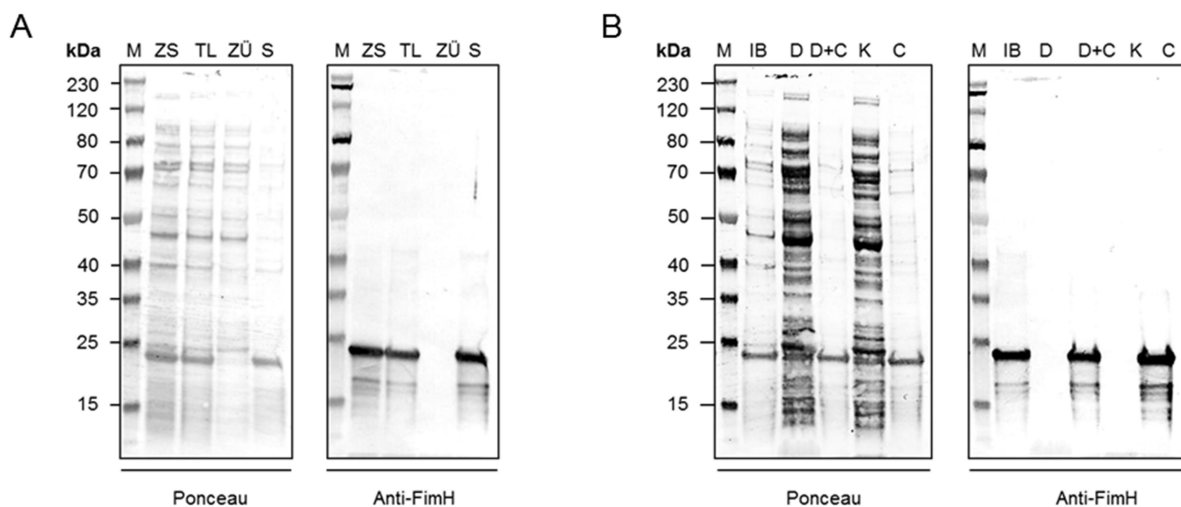 A
kDa M ZS TL ZÜ S
M ZS TL ZÜ S
230
120
80
70
50
40
35
25
15
Ponceau
Anti-FimH
B
kDa M IB D D+C K C
M IB D D+C K C
230
120
80
70
50
40
35
25
15
Ponceau
Anti-FimH